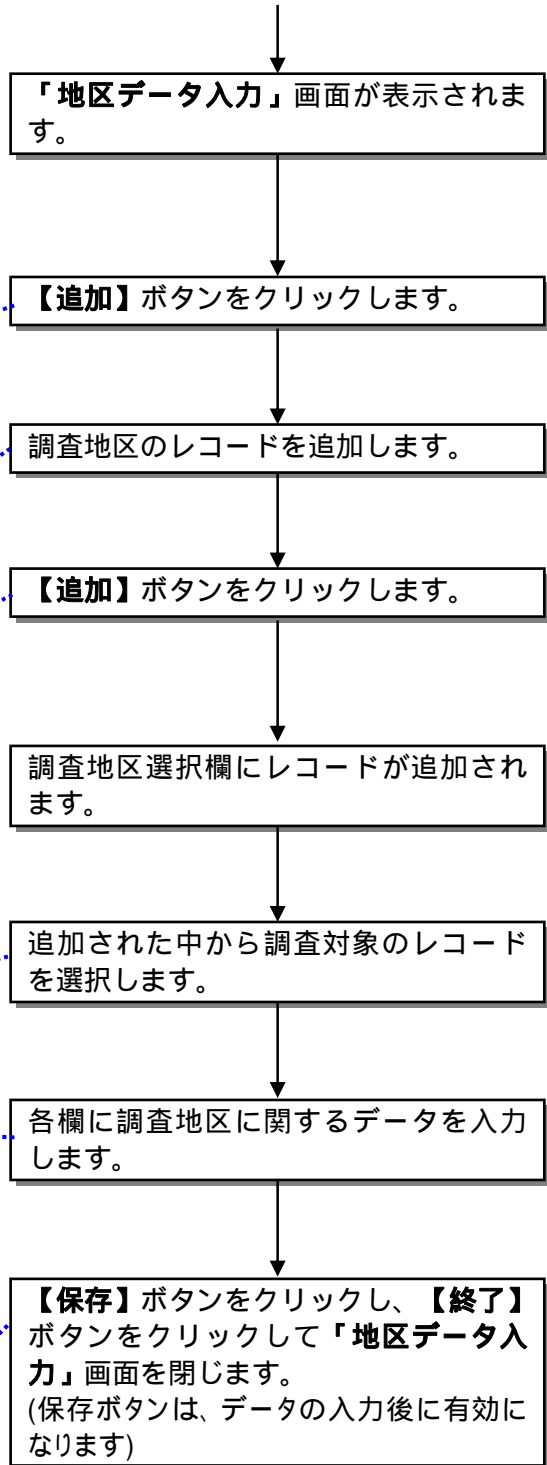 「地区データ入力」画面が表示されま
す。
【追加】ボタンをクリックします。
調査地区のレコードを追加します。
【追加】ボタンをクリックします。
調査地区選択欄にレコードが追加され
ます。
追加された中から調査対象のレコード
を選択します。
各欄に調査地区に関するデータを入力
します。
【保存】ボタンをクリックし、【終了】
ボタンをクリックして「地区データ入
力」画面を閉じます。
(保存ボタンは、データの入力後に有効に
なります)